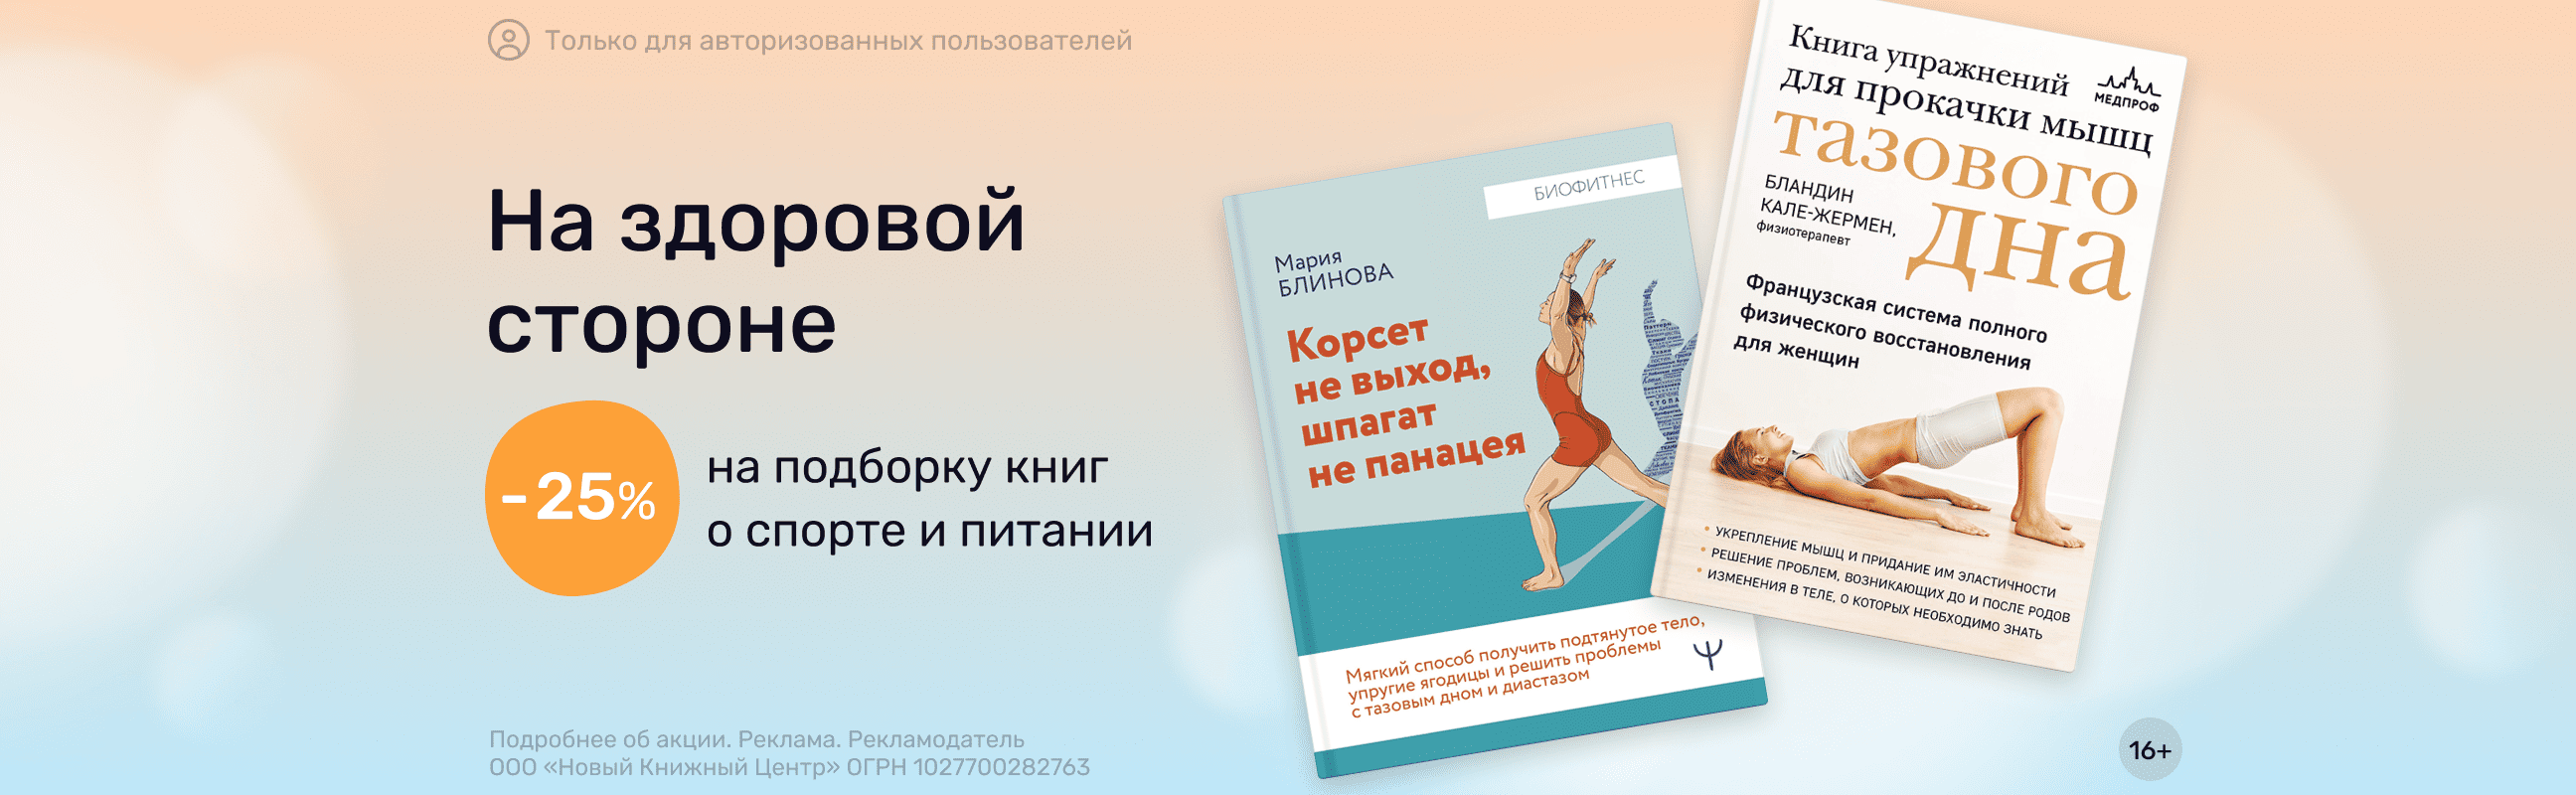 Только для авторизованных пользователей
На здоровой
стороне
-25%
на подборку книг
о спорте и питании
Подробнее об акции. Реклама. Рекламодатель
ООО «Новый Книжный Центр» ОГРН 1027700282763
БИОФИТНЕС
Мария
БЛИНОВА
Корсет
не выход,
шпагат
не панацея
Мягкий способ получить подтянутое тело,
упругие ягодицы и решить проблемы
с тазовым дном и диастазом
Книга упражнений
для прокачки мышц
тазового
дна
МЕДПРОФ
БЛАНДИН
КАЛЕ-ЖЕРМЕН,
физиотерапевт
Французская система полного
физического восстановления
для женщин
• УКРЕПЛЕНИЕ МЫШЦ И ПРИДАНИЕ ИМ ЭЛАСТИЧНОСТИ
• РЕШЕНИЕ ПРОБЛЕМ, ВОЗНИКАЮЩИХ ДО И ПОСЛЕ РОДОВ
• ИЗМЕНЕНИЯ В ТЕЛЕ, О КОТОРЫХ НЕОБХОДИМО ЗНАТЬ
16+